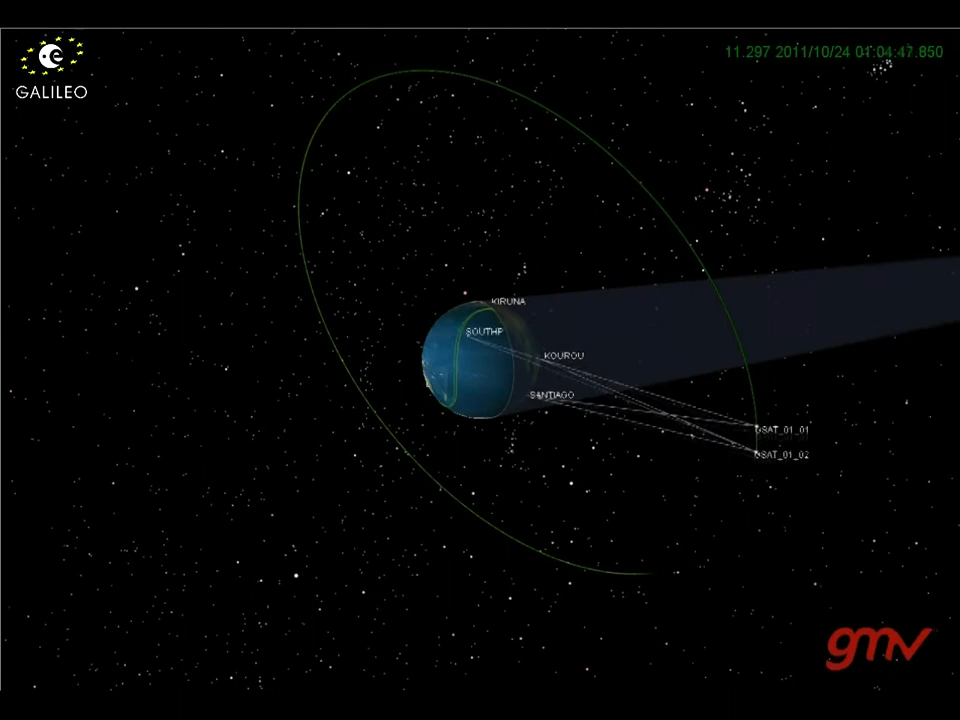 GALILEO
11.297 2011/10/24 01:04:47.850
KIRUNA
SOUTHP
KOUROU
SANTIAGO
GSAT_01_01
GSAT_01_02
gmv